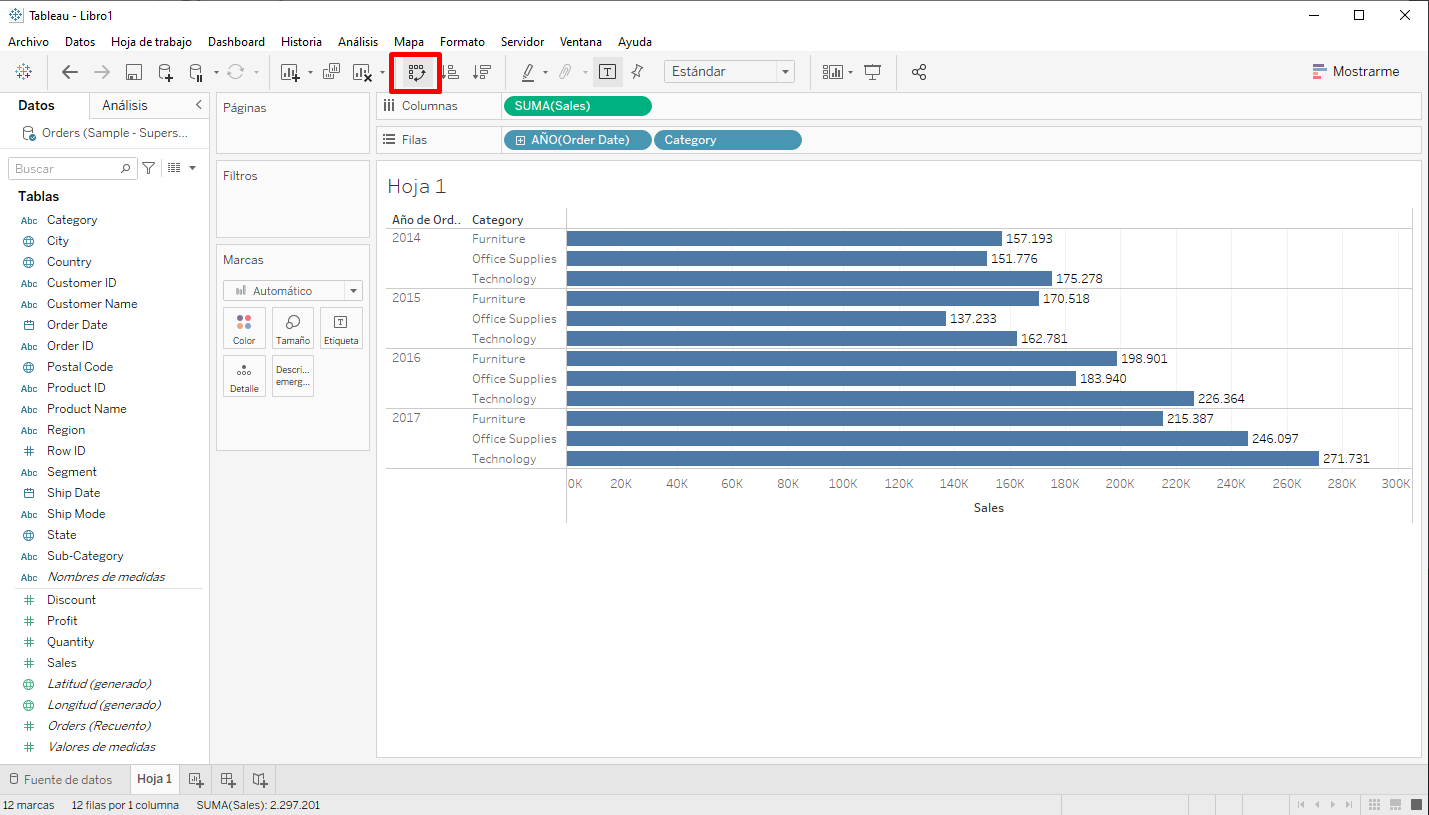 Tableau - Libro1
Archivo Datos Hoja de trabajo Dashboard Historia Análisis Mapa Formato Servidor Ventana Ayuda
Estándar
Mostrarme
Datos Análisis
Orders (Sample - Supers...
Buscar
Tablas
Abc Category
City
Country
Abc Customer ID
Abc Customer Name
Order Date
Abc Order ID
Postal Code
Abc Product ID
Abc Product Name
Abc Region
Row ID
Abc Segment
Ship Date
Abc Ship Mode
State
Abc Sub-Category
Abc Nombres de medidas
Discount
Profit
Quantity
Sales
Latitud (generado)
Longitud (generado)
Orders (Recuento)
Valores de medidas
Páginas
Filtros
Marcas
Automático
Color Tamaño Etiqueta
Detalle Descri... emerg...
Columnas SUMA(Sales)
Filas AÑO(Order Date) Category
Hoja 1
Año de Ord.. Category
2014 Furniture 157.193
Office Supplies 151.776
Technology 175.278
2015 Furniture 170.518
Office Supplies 137.233
Technology 162.781
2016 Furniture 198.901
Office Supplies 183.940
Technology 226.364
2017 Furniture 215.387
Office Supplies 246.097
Technology 271.731
0K 20K 40K 60K 80K 100K 120K 140K 160K 180K 200K 220K 240K 260K 280K 300K
Sales
Fuente de datos Hoja 1
12 marcas 12 filas por 1 columna SUMA(Sales): 2.297.201